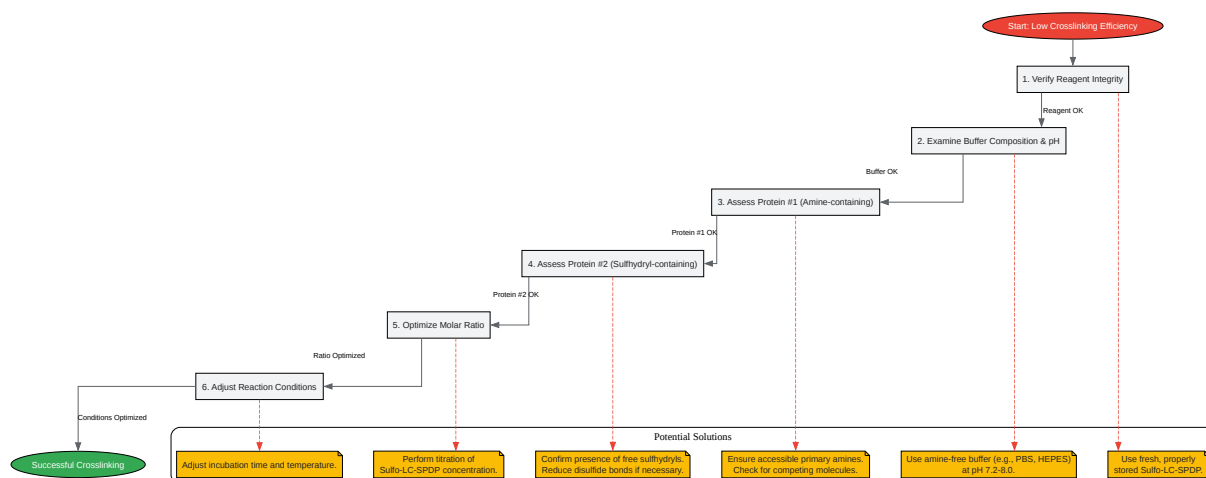 Start: Low Crosslinking Efficiency
1. Verify Reagent Integrity
Reagent OK
2. Examine Buffer Composition & pH
Buffer OK
3. Assess Protein #1 (Amine-containing)
Protein #1 OK
4. Assess Protein #2 (Sulfhydryl-containing)
Protein #2 OK
5. Optimize Molar Ratio
Ratio Optimized
6. Adjust Reaction Conditions
Conditions Optimized
Successful Crosslinking
Potential Solutions
Adjust incubation time and temperature.
Perform titration of
Sulfo-LC-SPDP concentration.
Confirm presence of free sulfhydryls.
Reduce disulfide bonds if necessary.
Ensure accessible primary amines.
Check for competing molecules.
Use amine-free buffer (e.g., PBS, HEPES)
at pH 7.2-8.0.
Use fresh, properly
stored Sulfo-LC-SPDP.